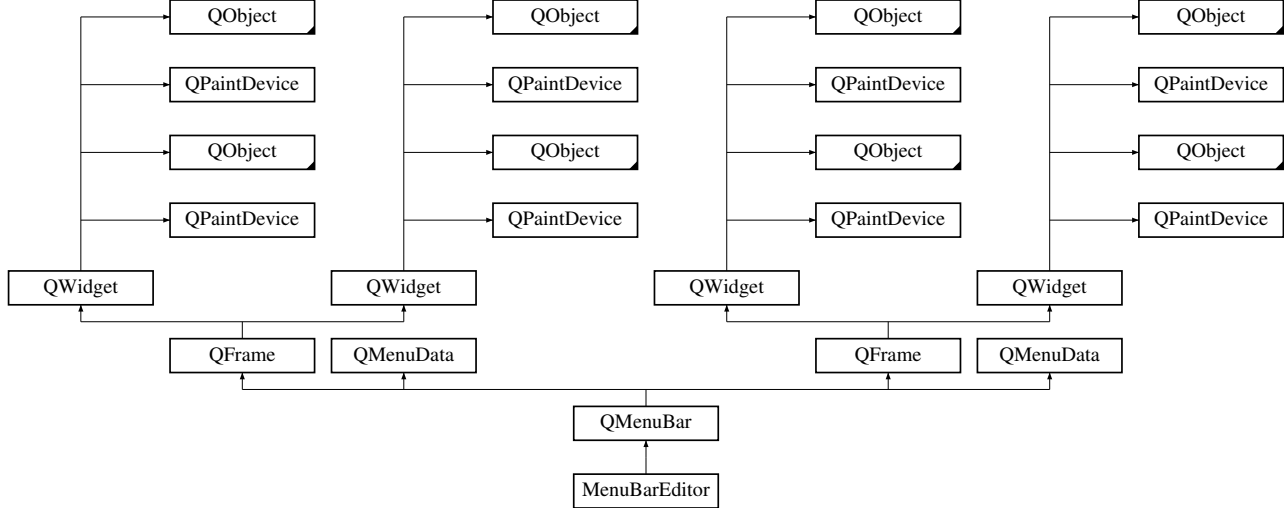 QObject QObject QObject QObject
QPaintDevice QPaintDevice QPaintDevice QPaintDevice
QObject QObject QObject QObject
QPaintDevice QPaintDevice QPaintDevice QPaintDevice
QWidget QWidget QWidget QWidget
QFrame QMenuData QFrame QMenuData
QMenuBar
MenuBarEditor